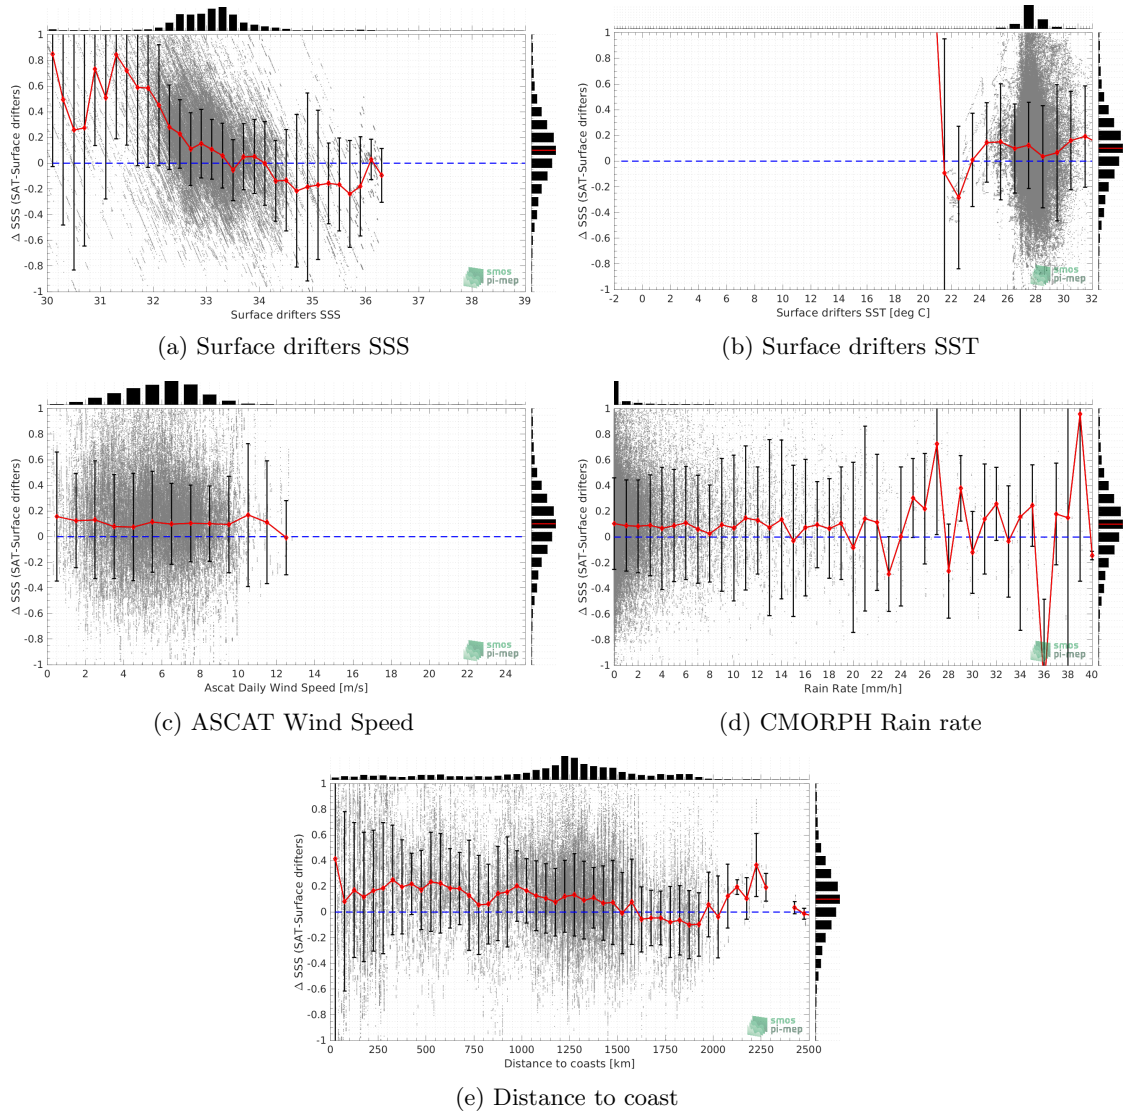 Δ SSS (SAT-Surface drifters)
1
0.8
0.6
0.4
0.2
0
-0.2
-0.4
-0.6
-0.8
-1
30 31 32 33 34 35 36 37 38 39
Surface drifters SSS
smos
pi-mep
(a) Surface drifters SSS
Δ SSS (SAT-Surface drifters)
1
0.8
0.6
0.4
0.2
0
-0.2
-0.4
-0.6
-0.8
-1
-2 0 2 4 6 8 10 12 14 16 18 20 22 24 26 28 30 32
Surface drifters SST [deg C]
smos
pi-mep
(b) Surface drifters SST
Δ SSS (SAT-Surface drifters)
1
0.8
0.6
0.4
0.2
0
-0.2
-0.4
-0.6
-0.8
-1
0 2 4 6 8 10 12 14 16 18 20 22 24
Ascat Daily Wind Speed [m/s]
smos
pi-mep
(c) ASCAT Wind Speed
Δ SSS (SAT-Surface drifters)
1
0.8
0.6
0.4
0.2
0
-0.2
-0.4
-0.6
-0.8
-1
0 2 4 6 8 10 12 14 16 18 20 22 24 26 28 30 32 34 36 38 40
Rain Rate [mm/h]
smos
pi-mep
(d) CMORPH Rain rate
Δ SSS (SAT-Surface drifters)
1
0.8
0.6
0.4
0.2
0
-0.2
-0.4
-0.6
-0.8
-1
0 250 500 750 1000 1250 1500 1750 2000 2250 2500
Distance to coasts [km]
smos
pi-mep
(e) Distance to coast